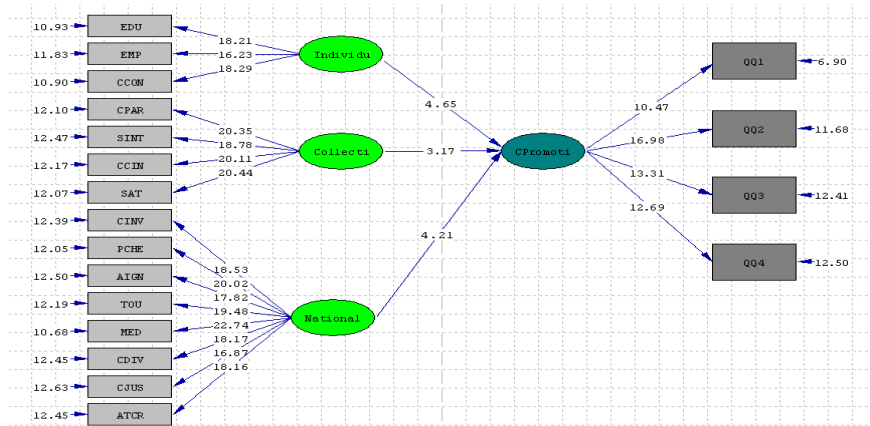 10.93 EDU
11.83 EMP
10.90 CCON
12.10 CPAR
12.47 SINT
12.17 CCIN
12.07 SAT
12.39 CINV
12.05 PCHE
12.50 AIGN
12.19 TOU
10.68 MED
12.45 CDIV
12.63 CJUS
12.45 ATCR
18.21
16.23
18.29
20.35
18.78
20.11
20.44
18.53
20.02
17.82
19.48
22.74
18.17
16.87
18.16
Individu
Collecti
National
4.65
3.17
4.21
CPromoti
10.47
16.98
13.31
12.69
QQ1 6.90
QQ2 11.68
QQ3 12.41
QQ4 12.50